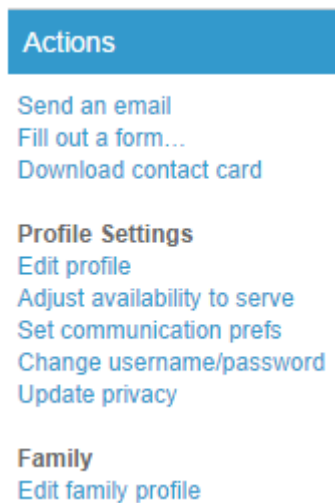 Actions
Send an email
Fill out a form...
Download contact card
Profile Settings
Edit profile
Adjust availability to serve
Set communication prefs
Change username/password
Update privacy
Family
Edit family profile